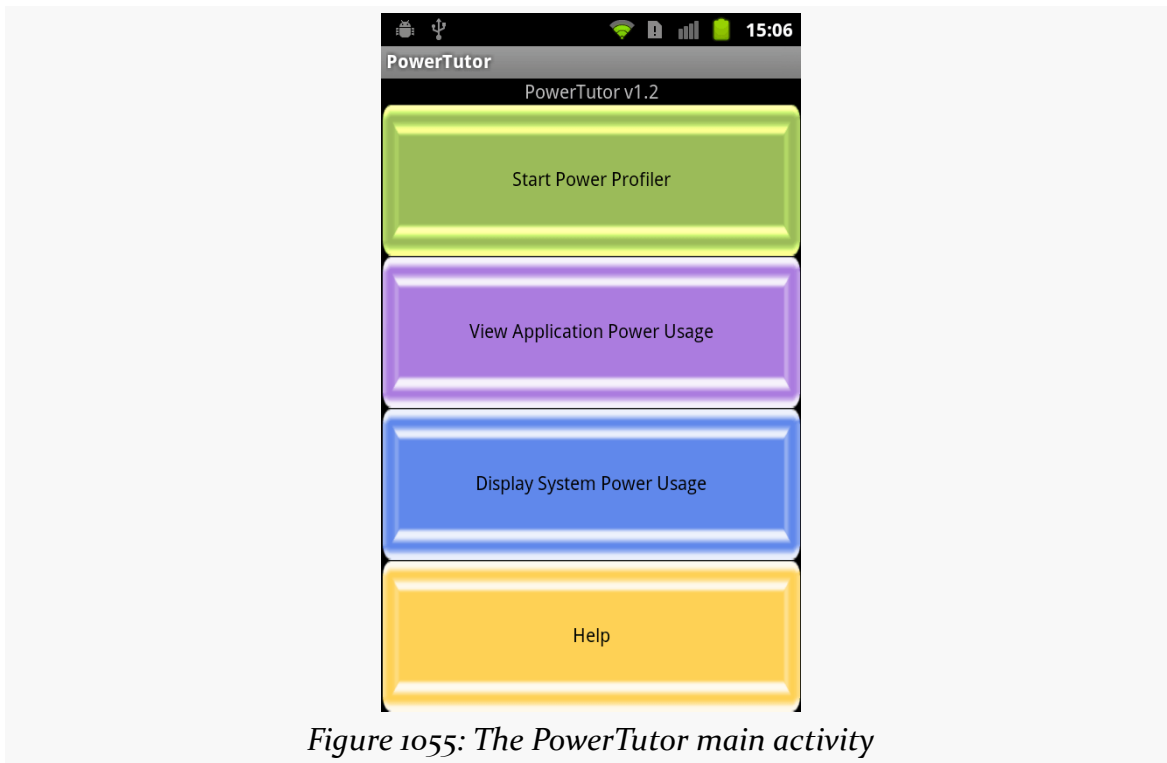 15:06
PowerTutor
PowerTutor v1.2
Start Power Profiler
View Application Power Usage
Display System Power Usage
Help
Figure 1055: The PowerTutor main activity